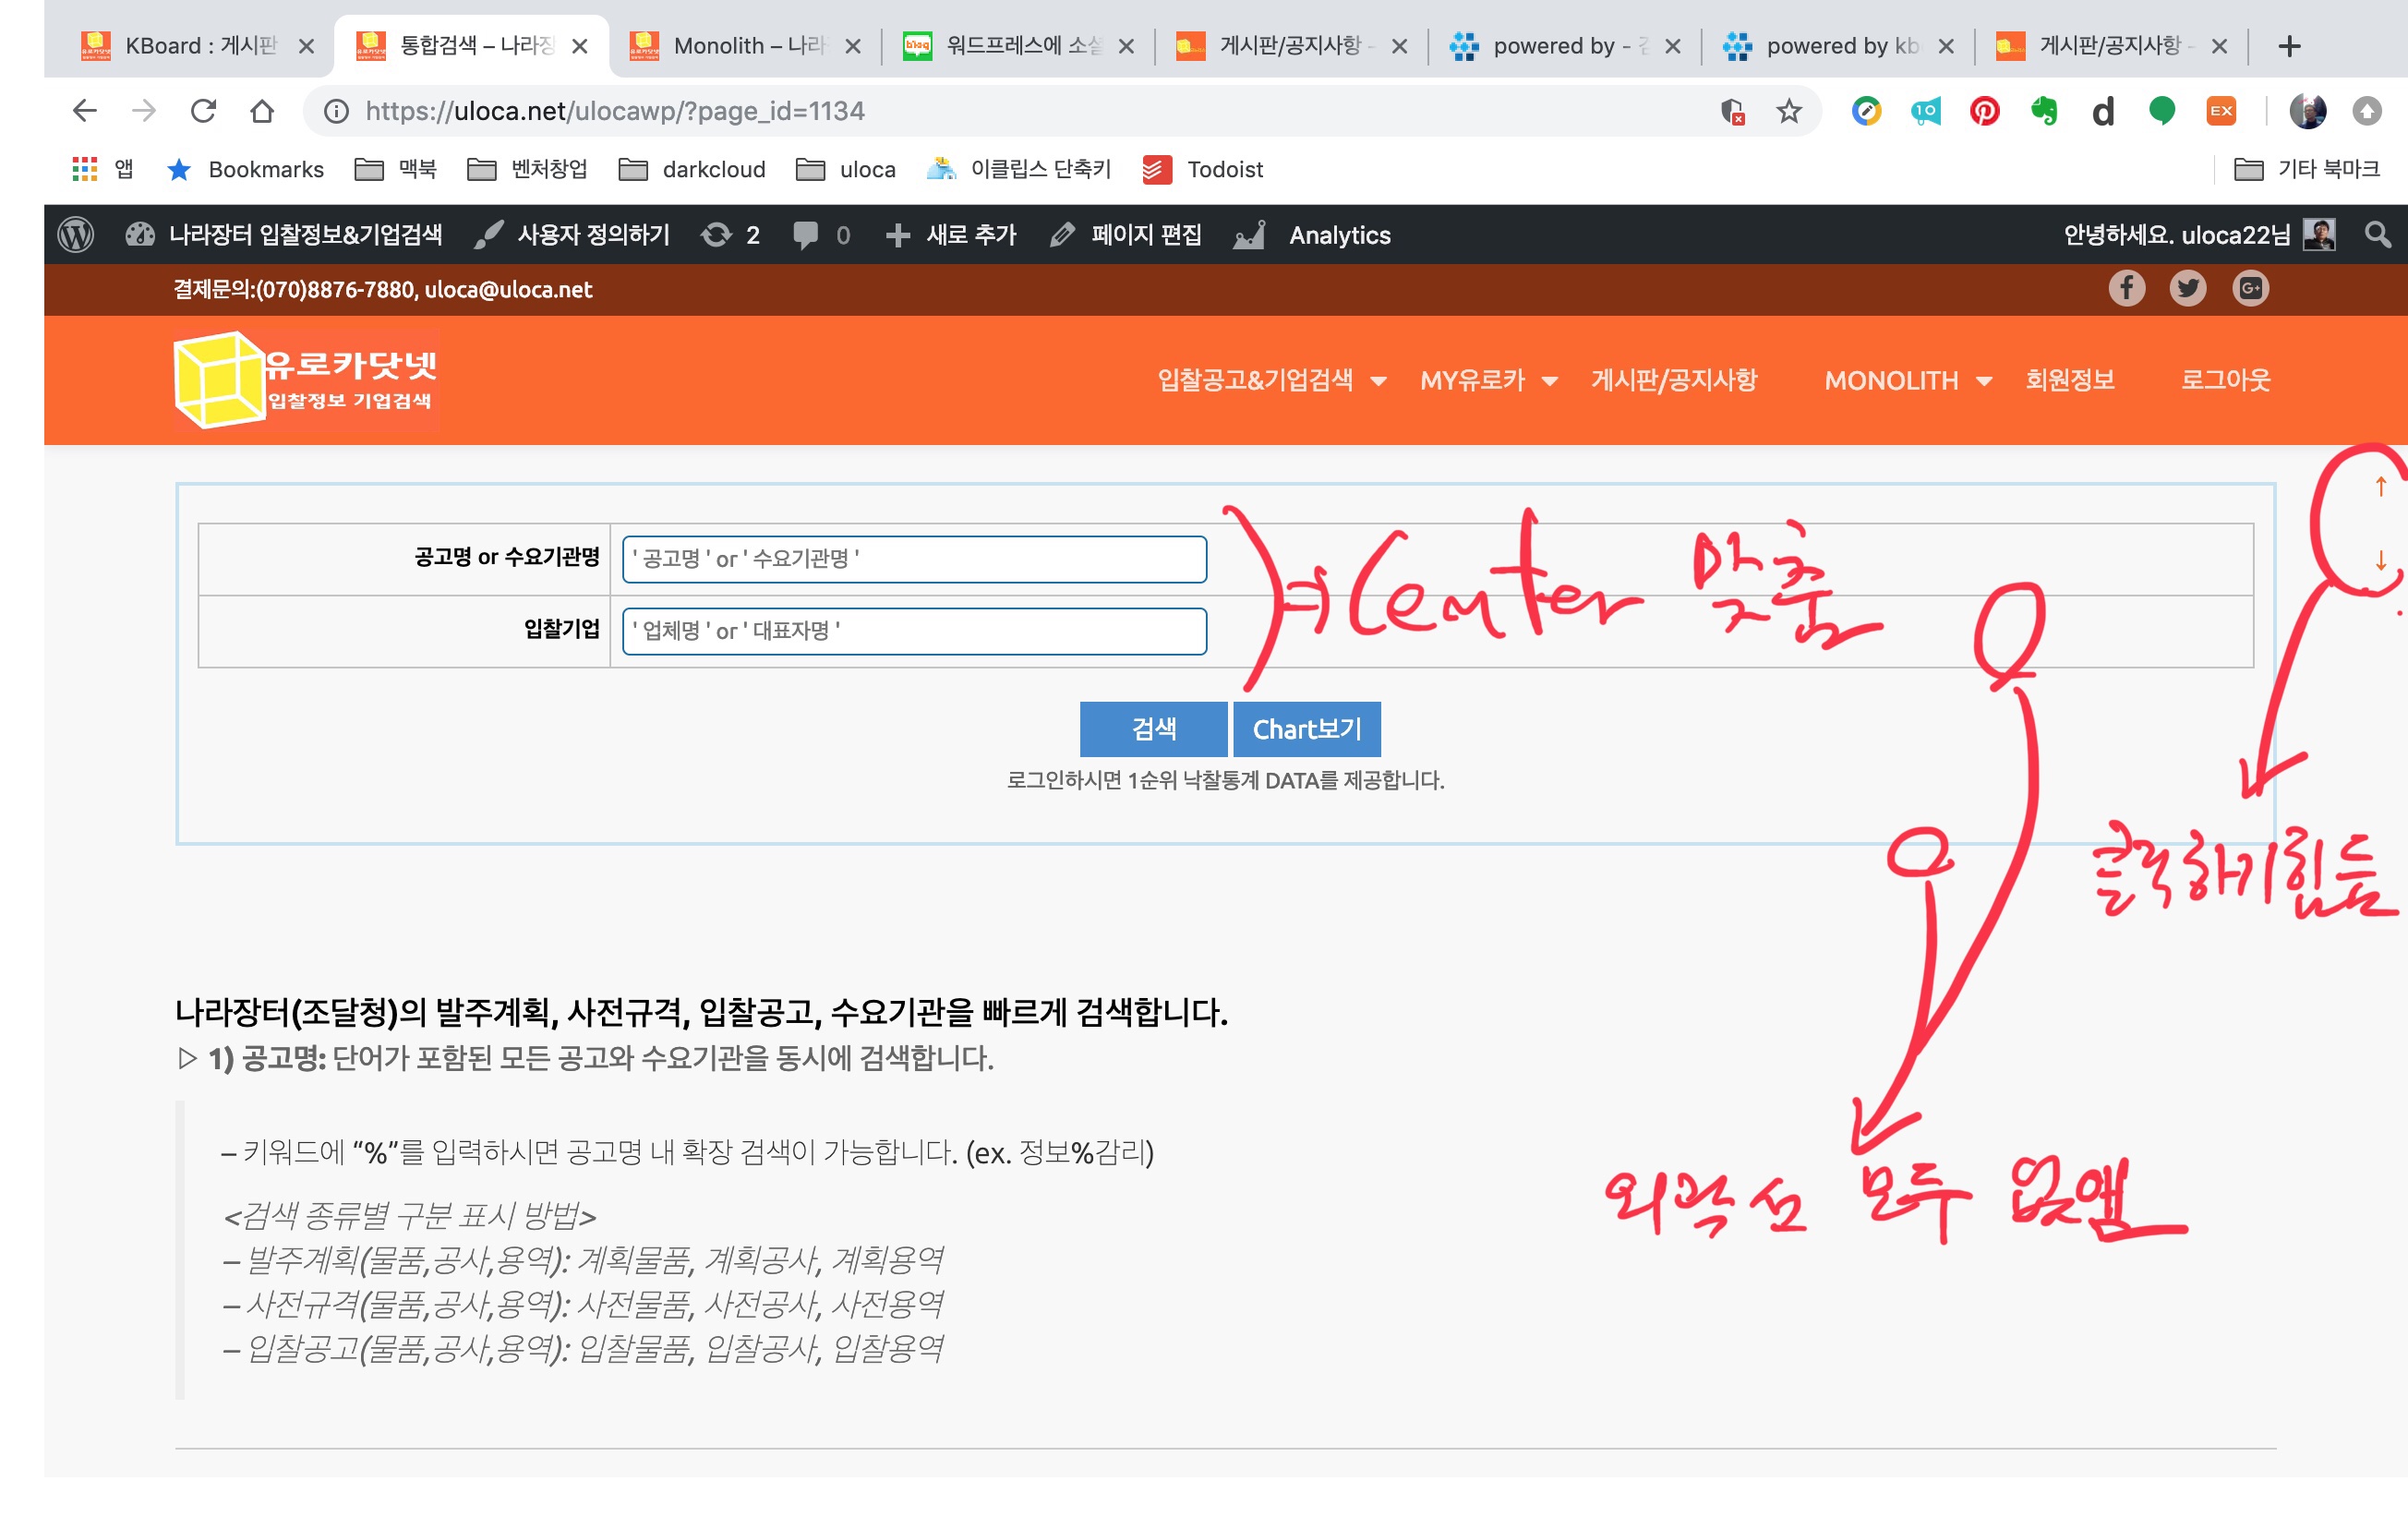 KBoard : 게시판
통합검색 – 나라장
Monolith – 나라
워드프레스에 소셜
게시판/공지사항 -
powered by - 김
powered by kb
게시판/공지사항 -
https://uloca.net/ulocawp/?page_id=1134
10
d
EX
앱
Bookmarks
맥북
벤처창업
darkcloud
uloca
이클립스 단축키
Todoist
기타 북마크
나라장터 입찰정보&기업검색
사용자 정의하기
2
0
새로 추가
페이지 편집
Analytics
안녕하세요. uloca22님
결제문의:(070)8876-7880, uloca@uloca.net
유로카닷넷
입찰정보 기업검색
입찰공고&기업검색
MY유로카
게시판/공지사항
MONOLITH
회원정보
로그아웃
↑
↓
공고명 or 수요기관명
' 공고명 ' or ' 수요기관명 '
입찰기업
' 업체명 ' or ' 대표자명 '
⇒ Center 맞춤
검색
Chart보기
로그인하시면 1순위 낙찰통계 DATA를 제공합니다.
클릭하기힘듬
나라장터(조달청)의 발주계획, 사전규격, 입찰공고, 수요기관을 빠르게 검색합니다.
▷ 1) 공고명: 단어가 포함된 모든 공고와 수요기관을 동시에 검색합니다.
– 키워드에 “%”를 입력하시면 공고명 내 확장 검색이 가능합니다. (ex. 정보%감리)
외곽선 모두 없앰
<검색 종류별 구분 표시 방법>
– 발주계획(물품,공사,용역): 계획물품, 계획공사, 계획용역
– 사전규격(물품,공사,용역): 사전물품, 사전공사, 사전용역
– 입찰공고(물품,공사,용역): 입찰물품, 입찰공사, 입찰용역